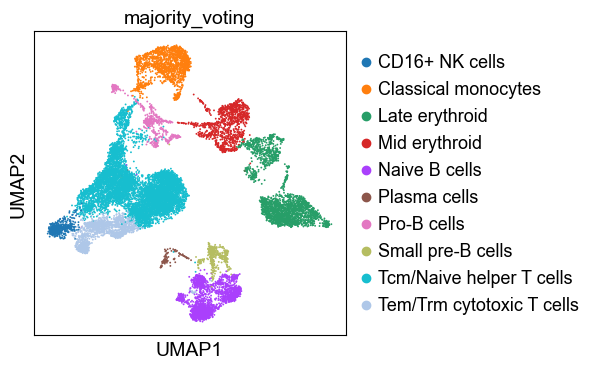 majority_voting
CD16+ NK cells
Classical monocytes
Late erythroid
Mid erythroid
Naive B cells
Plasma cells
Pro-B cells
Small pre-B cells
Tcm/Naive helper T cells
Tem/Trm cytotoxic T cells
UMAP2
UMAP1